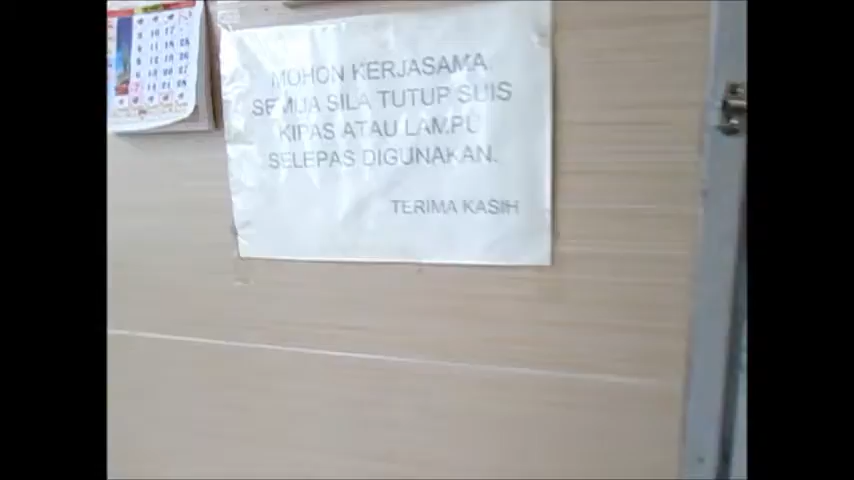 MOHON KERJASAMA.
SEMUA SILA TUTUP SUIS
KIPAS ATAU LAMPU
SELEPAS DIGUNAKAN.
TERIMA KASIH